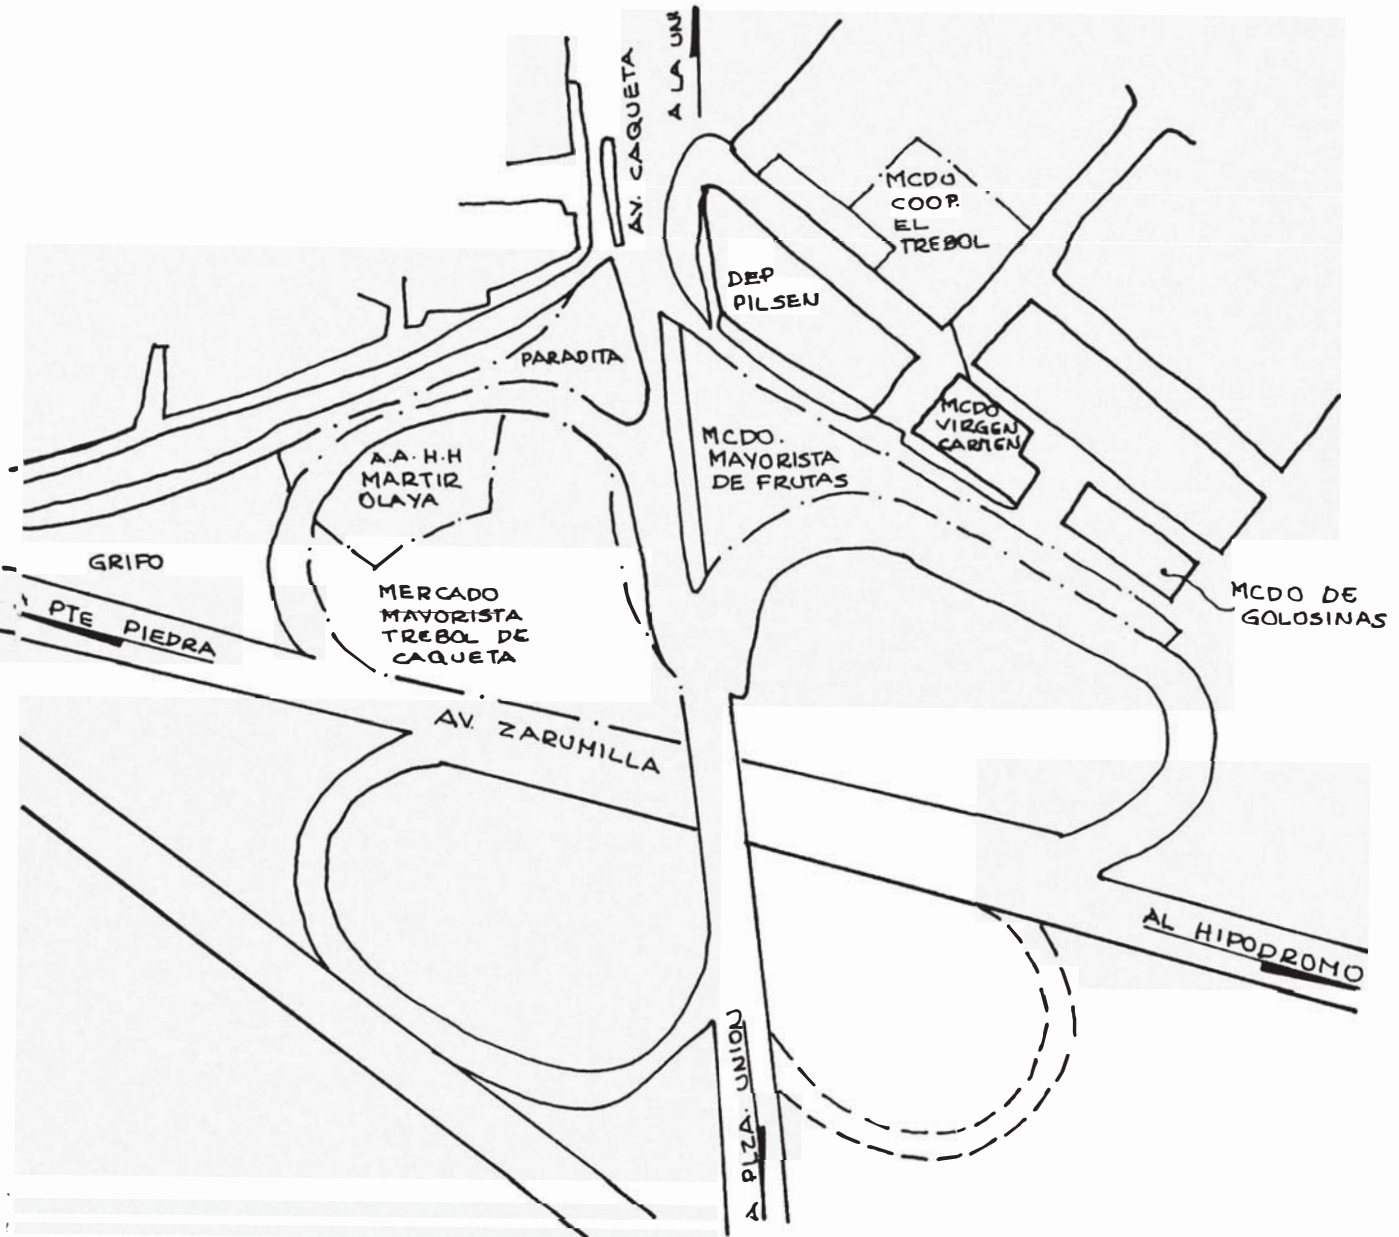 AV. CAQUETA
A LA UNI
MCDO
COOP.
EL
TREBOL
DEP
PILSEN
PARADITA
MCDO
VIRGEN
CARMEN
MCDO.
MAYORISTA
DE FRUTAS
A.A.H.H
MARTIR
OLAYA
GRIFO
MERCADO
MAYORISTA
TREBOL DE
CAQUETA
MCDO DE
GOLOSINAS
PTE PIEDRA
AV. ZARUMILLA
AL HIPODROMO
A PLZA. UNION